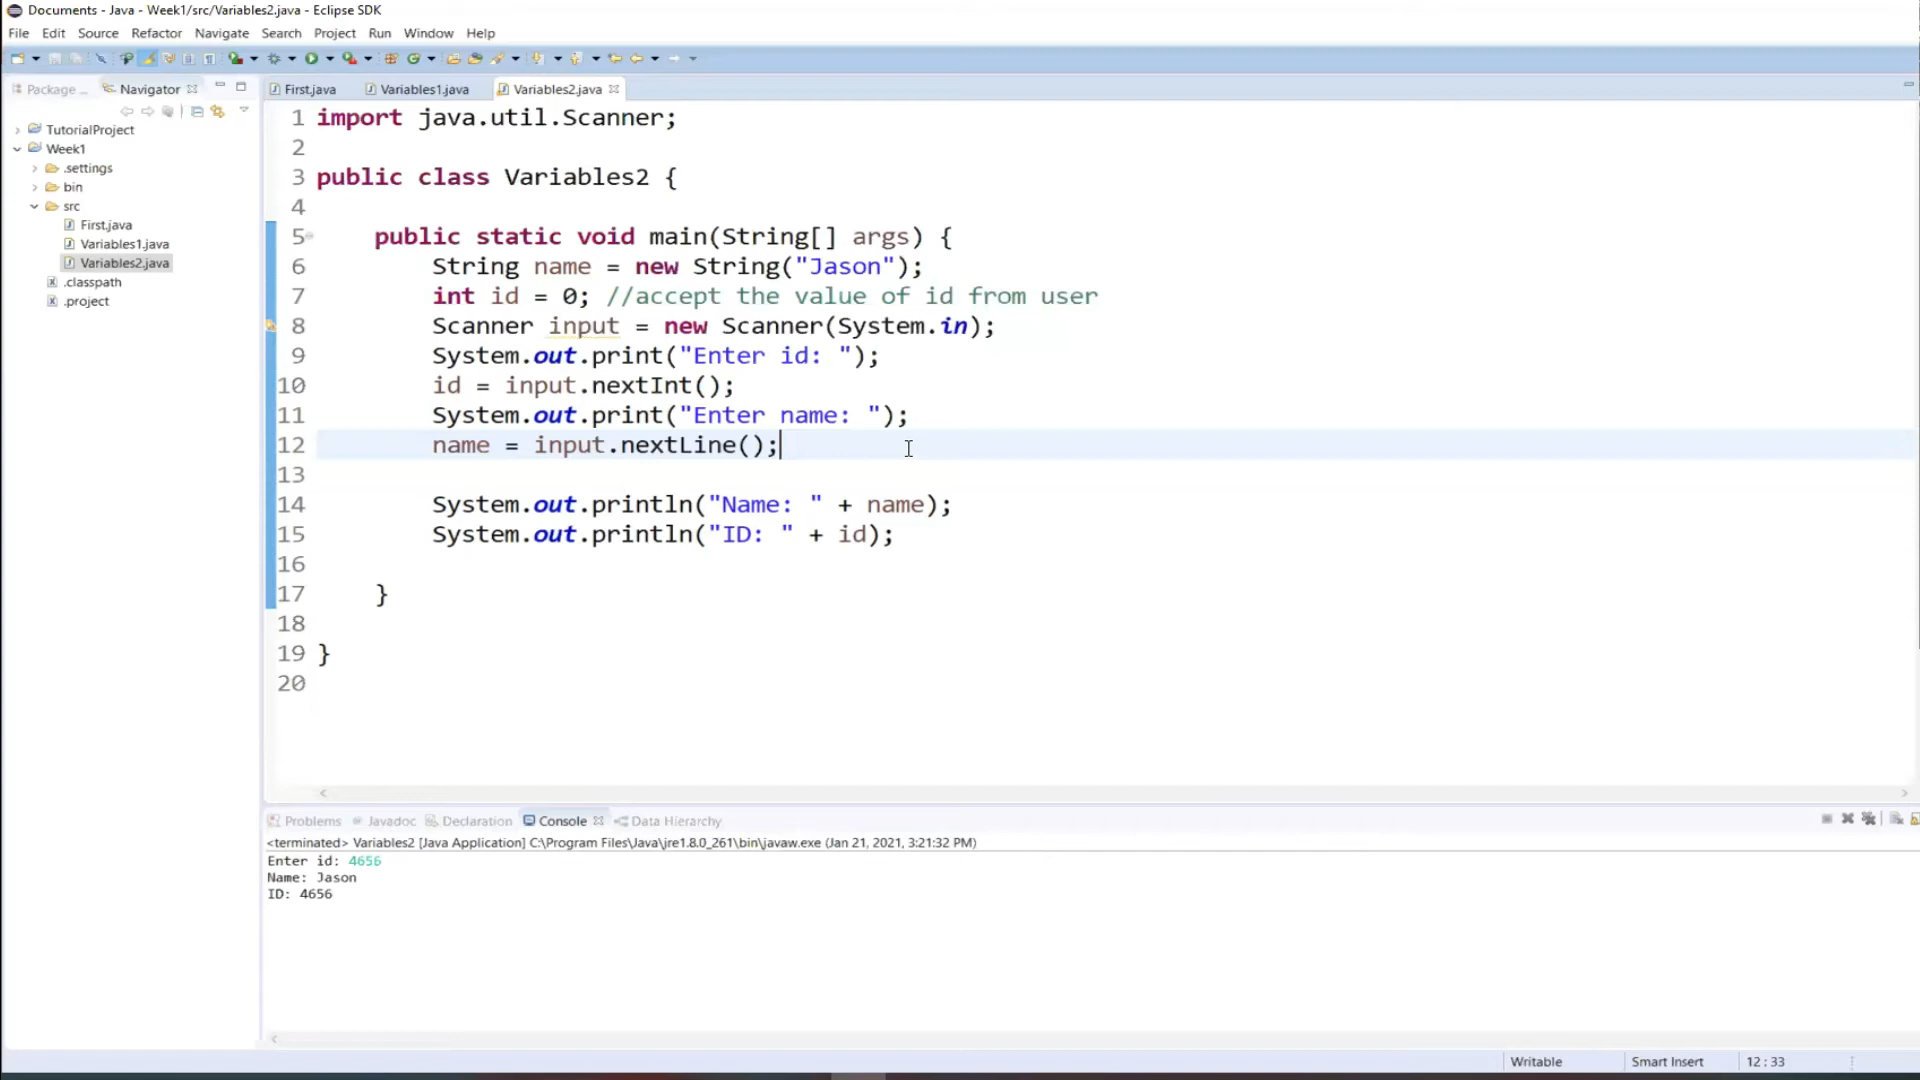 Documents - Java - Week1/src/Variables2.java - Eclipse SDK
File Edit Source Refactor Navigate Search Project Run Window Help
Package ... Navigator
First.java Variables1.java Variables2.java
TutorialProject
Week1
.settings
bin
src
First.java
Variables1.java
Variables2.java
.classpath
.project
1 import java.util.Scanner;
2
3 public class Variables2 {
4
5 public static void main(String[] args) {
6 String name = new String("Jason");
7 int id = 0; //accept the value of id from user
8 Scanner input = new Scanner(System.in);
9 System.out.print("Enter id: ");
10 id = input.nextInt();
11 System.out.print("Enter name: ");
12 name = input.nextLine();
13
14 System.out.println("Name: " + name);
15 System.out.println("ID: " + id);
16
17 }
18
19 }
20
Problems Javadoc Declaration Console Data Hierarchy
<terminated> Variables2 [Java Application] C:\Program Files\Java\jre1.8.0_261\bin\javaw.exe (Jan 21, 2021, 3:21:32 PM)
Enter id: 4656
Name: Jason
ID: 4656
Writable Smart Insert 12 : 33